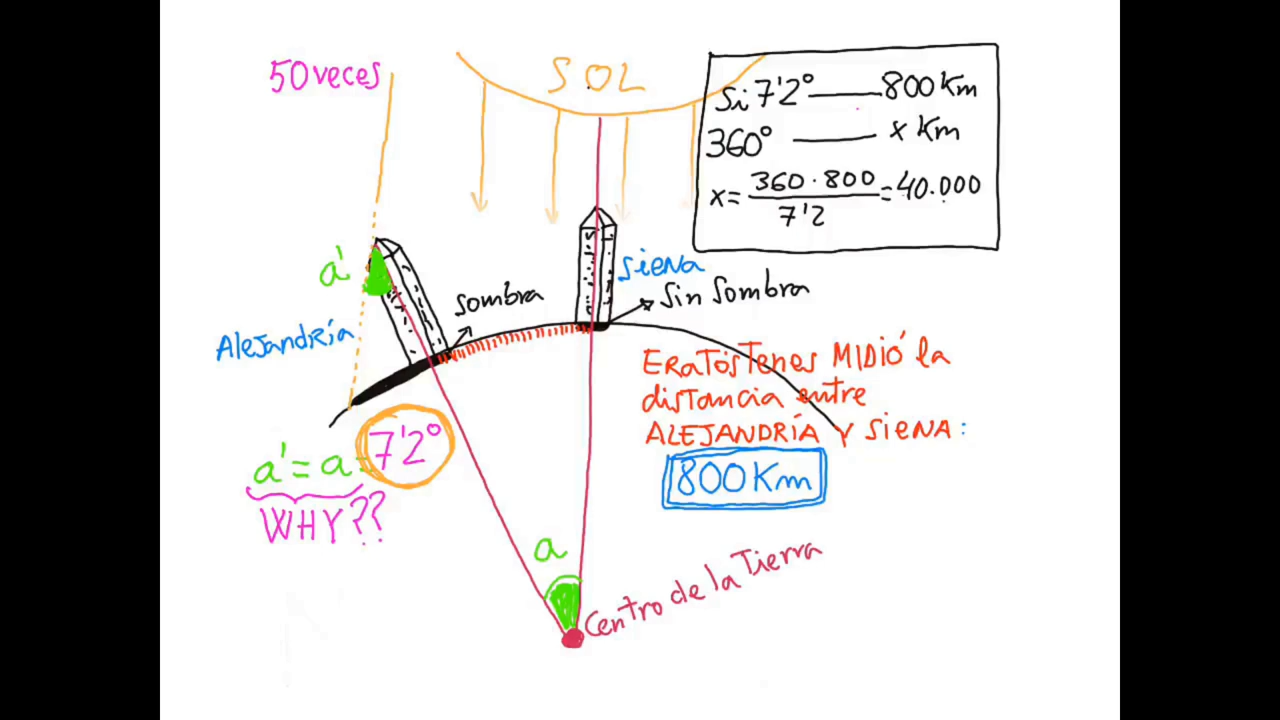 50 veces
SOL
Si 7'2° —— 800 Km
360° —— x Km
x = 360 · 800 / 7'2 = 40.000
a'
Siena
Sin Sombra
Sombra
Alejandría
ERATÓSTENES MIDIÓ la
distancia entre
ALEJANDRÍA Y SIENA:
800 Km
a' = a = 7'2°
WHY??
a
Centro de la Tierra